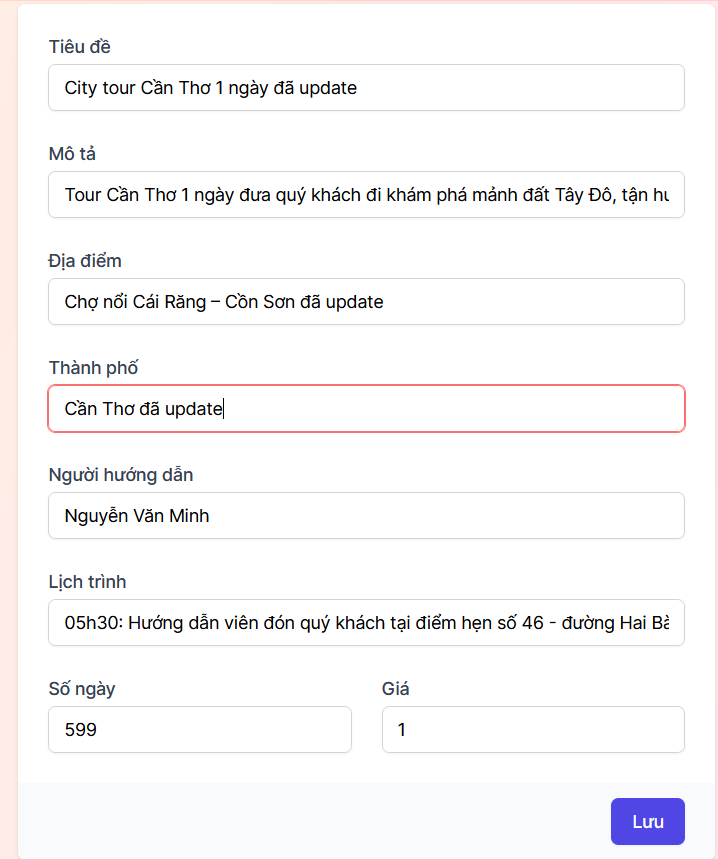 Tiêu đề
City tour Cần Thơ 1 ngày đã update
Mô tả
Tour Cần Thơ 1 ngày đưa quý khách đi khám phá mảnh đất Tây Đô, tận hư
Địa điểm
Chợ nổi Cái Răng – Cồn Sơn đã update
Thành phố
Cần Thơ đã update
Người hướng dẫn
Nguyễn Văn Minh
Lịch trình
05h30: Hướng dẫn viên đón quý khách tại điểm hẹn số 46 - đường Hai Bà
Số ngày Giá
599 1
Lưu